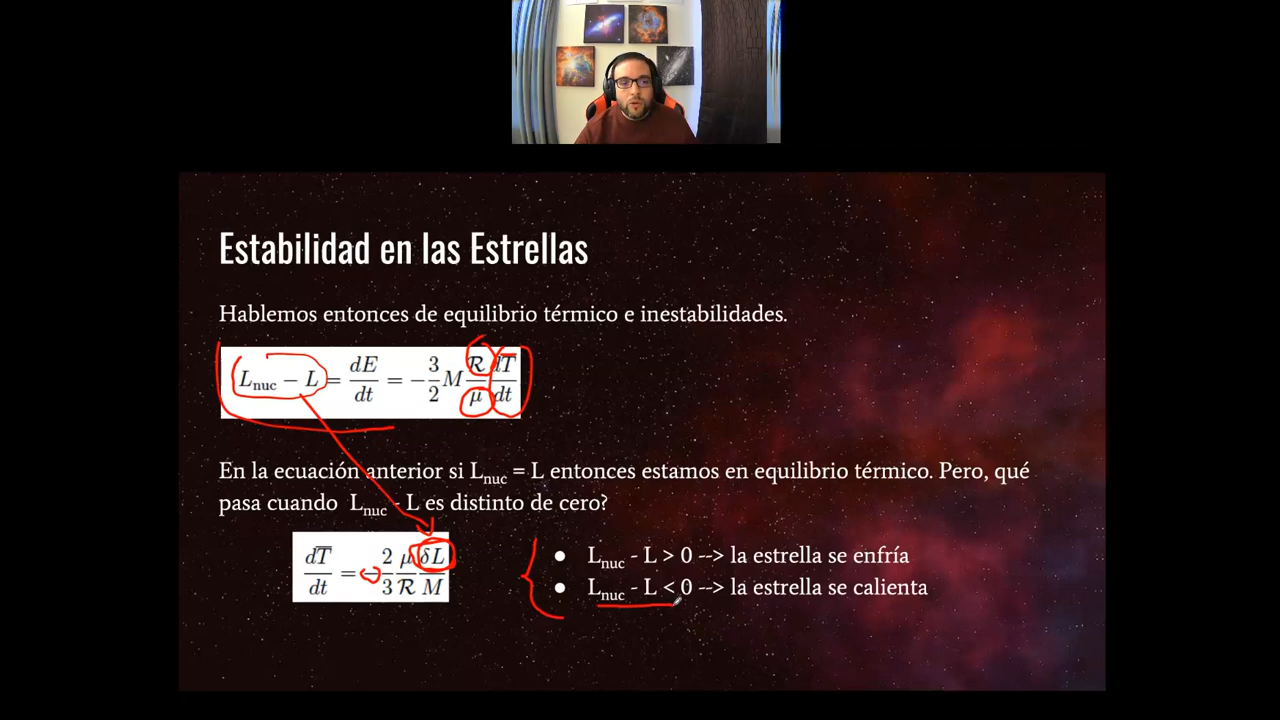 Estabilidad en las Estrellas
Hablemos entonces de equilibrio térmico e inestabilidades.
L_nuc − L = dE/dt = −3/2 M ℛ/μ dT̅/dt
En la ecuación anterior si L_nuc = L entonces estamos en equilibrio térmico. Pero, qué
pasa cuando L_nuc - L es distinto de cero?
dT̅/dt = −2/3 μ/ℛ δL/M
● L_nuc - L > 0 --> la estrella se enfría
● L_nuc - L < 0 --> la estrella se calienta